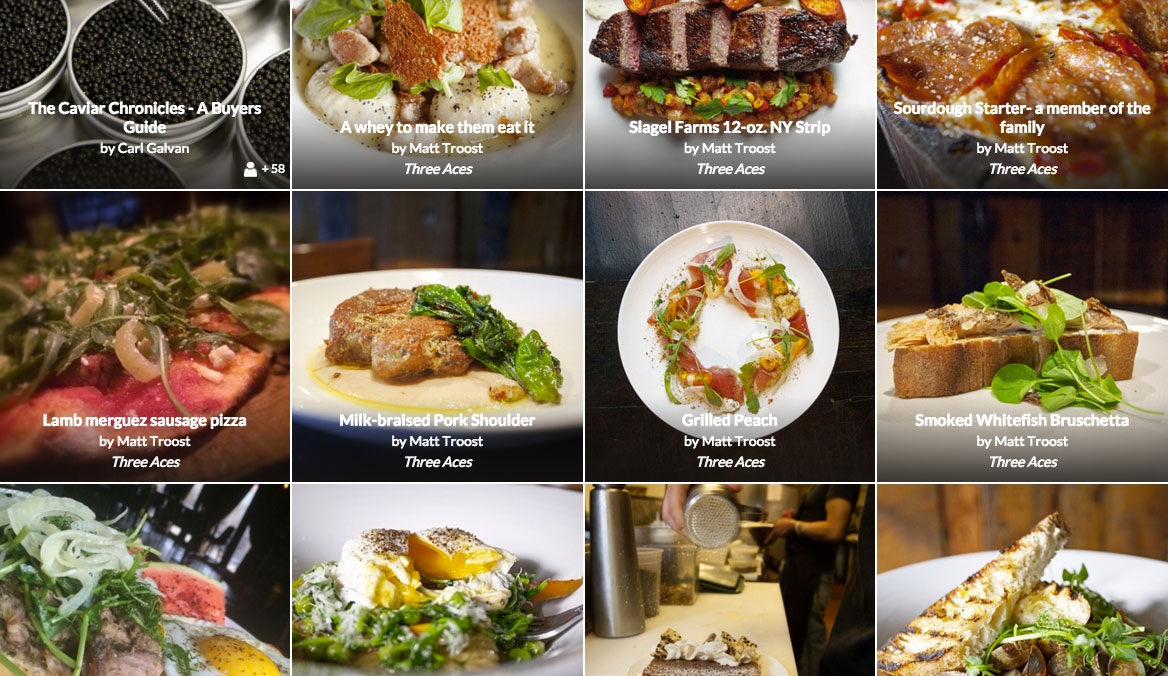 The Caviar Chronicles - A Buyers
Guide
by Carl Galvan
+ 58
A whey to make them eat it
by Matt Troost
Three Aces
Slagel Farms 12-oz. NY Strip
by Matt Troost
Three Aces
Sourdough Starter- a member of the
family
by Matt Troost
Three Aces
Lamb merguez sausage pizza
by Matt Troost
Three Aces
Milk-braised Pork Shoulder
by Matt Troost
Three Aces
Grilled Peach
by Matt Troost
Three Aces
Smoked Whitefish Bruschetta
by Matt Troost
Three Aces